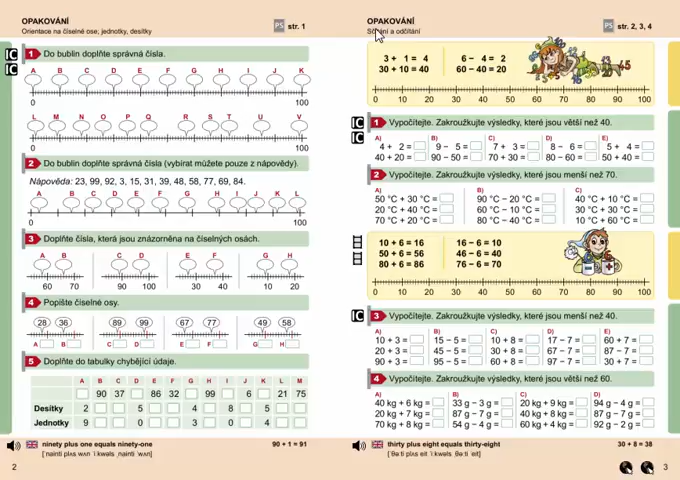 OPAKOVÁNÍ
Orientace na číselné ose; jednotky, desítky
PS str. 1
1 Do bublin doplňte správná čísla.
A B C D E F G H I J K
0 100
L M N O P Q R S T U V
0 100
2 Do bublin doplňte správná čísla (vybírat můžete pouze z nápovědy).
Nápověda: 23, 99, 92, 3, 15, 31, 39, 48, 58, 77, 69, 84.
A B C D E F G H I J K L
0 100
3 Doplňte čísla, která jsou znázorněna na číselných osách.
A B C D E F G H
60 70 90 100 30 40 10 20
4 Popište číselné osy.
28 36 89 99 67 77 49 58
A B C D E F G H
5 Doplňte do tabulky chybějící údaje.
A B C D E F G H I J K L M
90 37 86 32 99 6 21 75
Desítky 2 5 4 8 5
Jednotky 9 0 0 3 0 4
ninety plus one equals ninety-one 90 + 1 = 91
2
OPAKOVÁNÍ
Sčítání a odčítání
PS str. 2, 3, 4
3 + 1 = 4 6 − 4 = 2
30 + 10 = 40 60 − 40 = 20
0 10 20 30 40 50 60 70 80 90 100
1 Vypočítejte. Zakroužkujte výsledky, které jsou větší než 40.
A) B) C) D) E)
4 + 2 = 9 − 5 = 7 + 3 = 8 − 6 = 5 + 4 =
40 + 20 = 90 − 50 = 70 + 30 = 80 − 60 = 50 + 40 =
2 Vypočítejte. Zakroužkujte výsledky, které jsou menší než 70.
A) B) C)
50 °C + 30 °C = 90 °C − 20 °C = 40 °C + 10 °C =
20 °C + 40 °C = 60 °C − 10 °C = 30 °C + 30 °C =
70 °C + 20 °C = 80 °C − 40 °C = 10 °C + 60 °C =
10 + 6 = 16 16 − 6 = 10
50 + 6 = 56 46 − 6 = 40
80 + 6 = 86 76 − 6 = 70
0 10 20 30 40 50 60 70 80 90 100
3 Vypočítejte. Zakroužkujte výsledky, které jsou menší než 40.
A) B) C) D) E)
10 + 3 = 15 − 5 = 10 + 8 = 17 − 7 = 60 + 7 =
20 + 3 = 45 − 5 = 30 + 8 = 67 − 7 = 87 − 7 =
90 + 3 = 95 − 5 = 60 + 8 = 97 − 7 = 30 + 7 =
4 Vypočítejte. Zakroužkujte výsledky, které jsou větší než 60.
A) B) C) D)
40 kg + 6 kg = 33 g − 3 g = 20 kg + 9 kg = 94 g − 4 g =
20 kg + 7 kg = 87 g − 7 g = 40 kg + 8 kg = 87 g − 7 g =
70 kg + 8 kg = 54 g − 4 g = 60 kg + 4 kg = 92 g − 2 g =
thirty plus eight equals thirty-eight 30 + 8 = 38
3